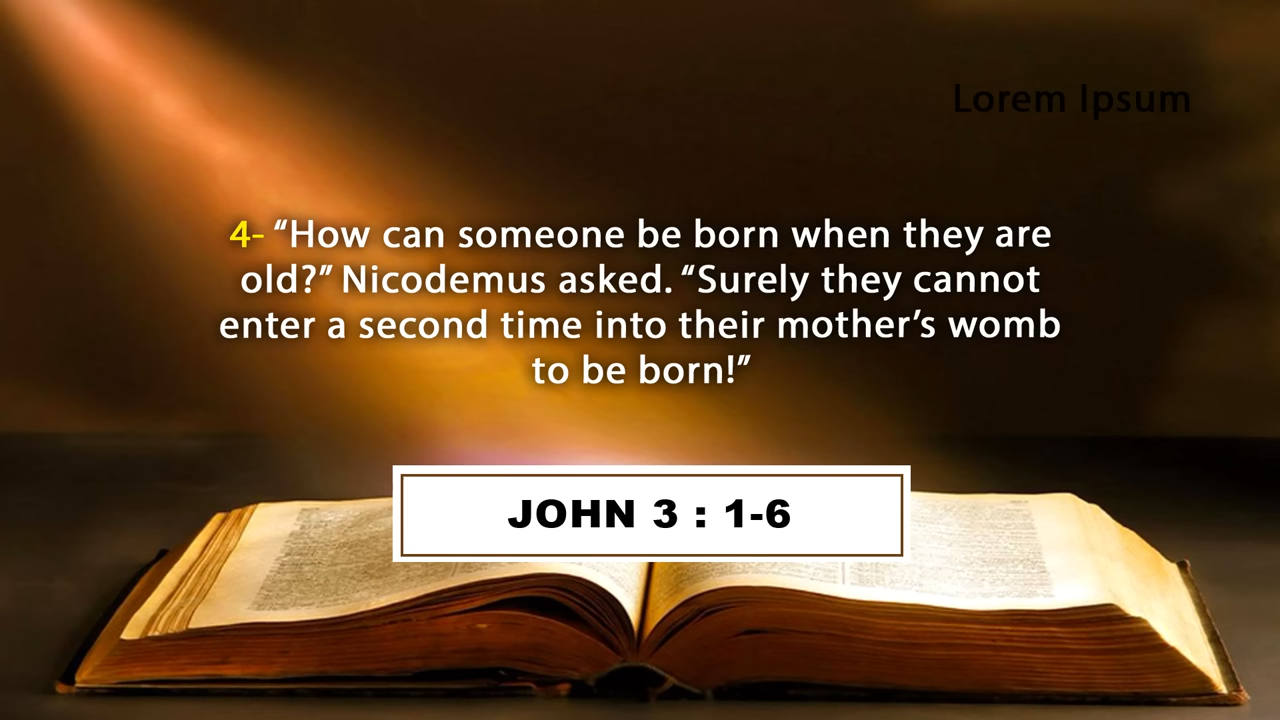 Lorem Ipsum
4- “How can someone be born when they are
old?” Nicodemus asked. “Surely they cannot
enter a second time into their mother’s womb
to be born!”
JOHN 3 : 1-6